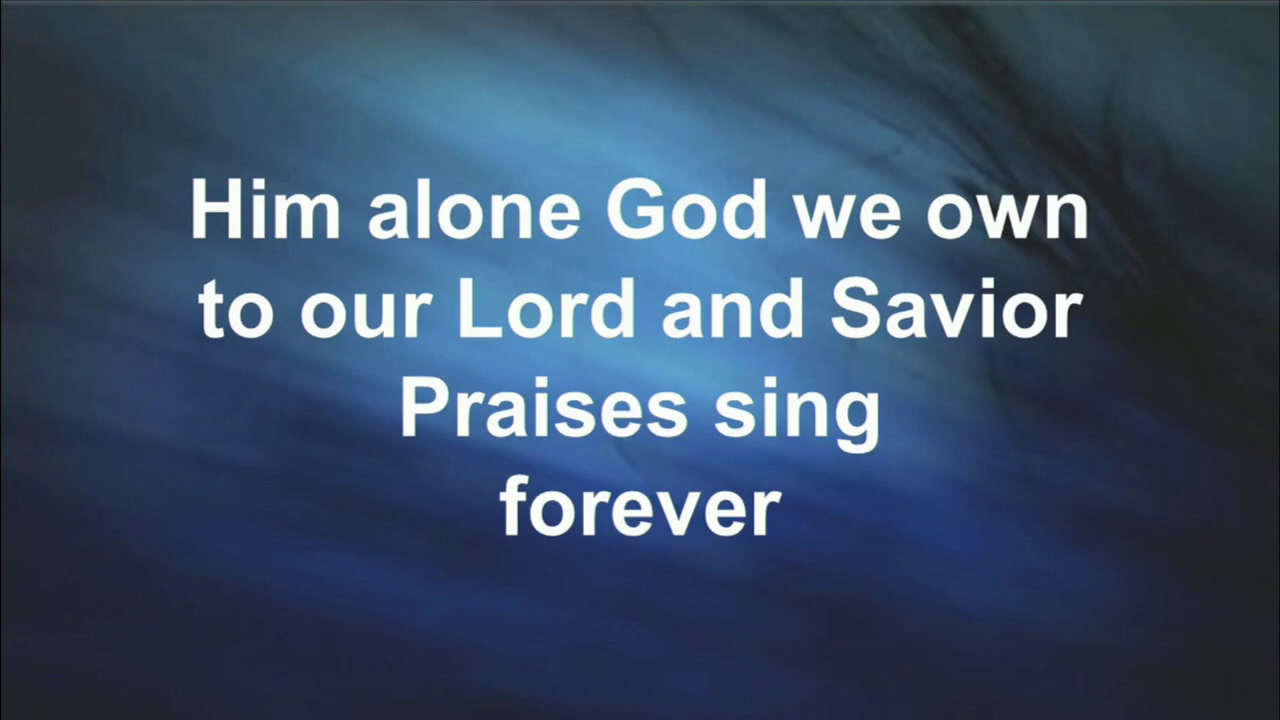 Him alone God we own
to our Lord and Savior
Praises sing
forever